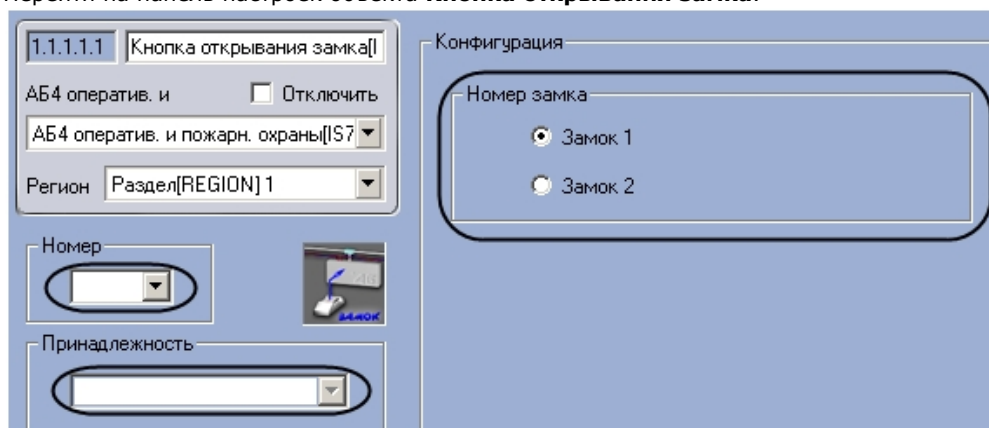 Перейти на панель настроек объекта Кнопка открывания замка.
1.1.1.1.1 Кнопка открывания замка[I
АБ4 оператив. и Отключить
АБ4 оператив. и пожарн. охраны[IS7
Регион Раздел[REGION] 1
Номер
замок
Принадлежность
Конфигурация
Номер замка
Замок 1
Замок 2